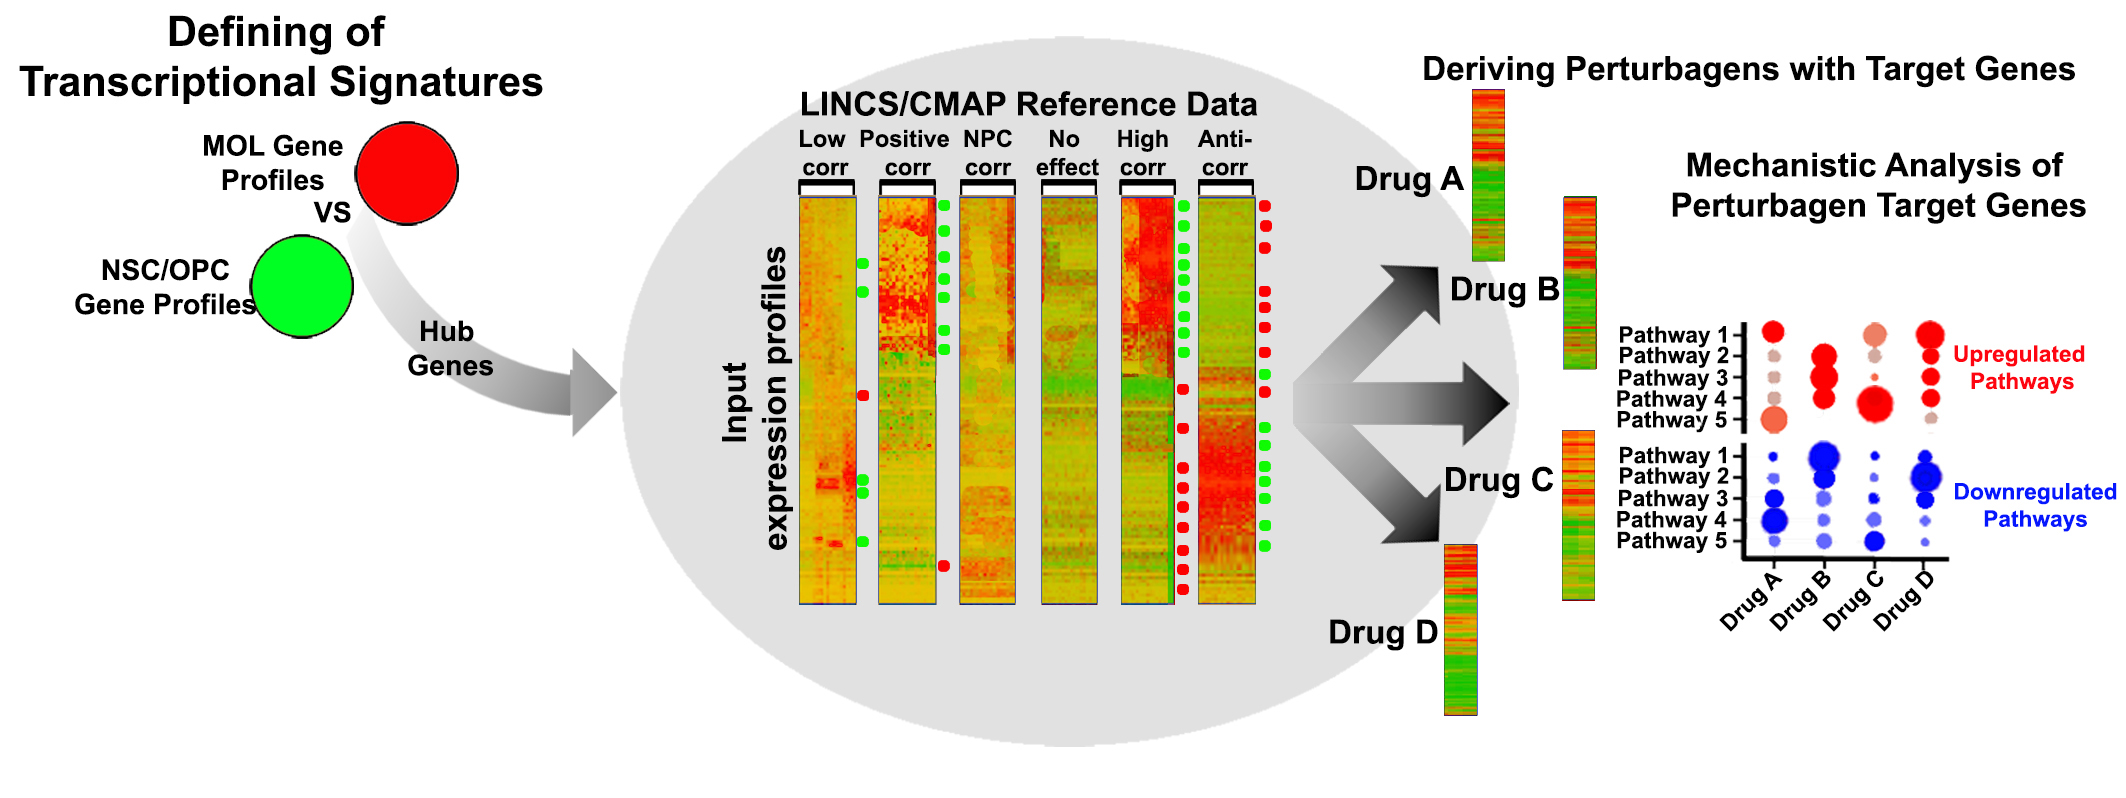 Defining of
Transcriptional Signatures
MOL Gene
Profiles
VS
NSC/OPC
Gene Profiles
Hub
Genes
LINCS/CMAP Reference Data
Low
corr
Positive
corr
NPC
corr
No
effect
High
corr
Anti-
corr
Input
expression profiles
Deriving Perturbagens with Target Genes
Drug A
Drug B
Drug C
Drug D
Mechanistic Analysis of
Perturbagen Target Genes
Pathway 1
Pathway 2
Pathway 3
Pathway 4
Pathway 5
Upregulated
Pathways
Pathway 1
Pathway 2
Pathway 3
Pathway 4
Pathway 5
Downregulated
Pathways
Drug A
Drug B
Drug C
Drug D